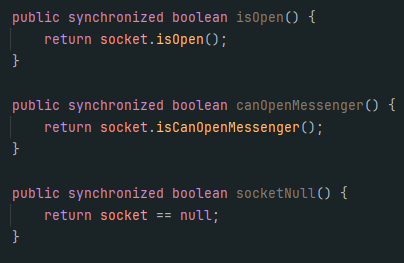 public synchronized boolean isOpen() {
    return socket.isOpen();
}

public synchronized boolean canOpenMessenger() {
    return socket.isCanOpenMessenger();
}

public synchronized boolean socketNull() {
    return socket == null;
}